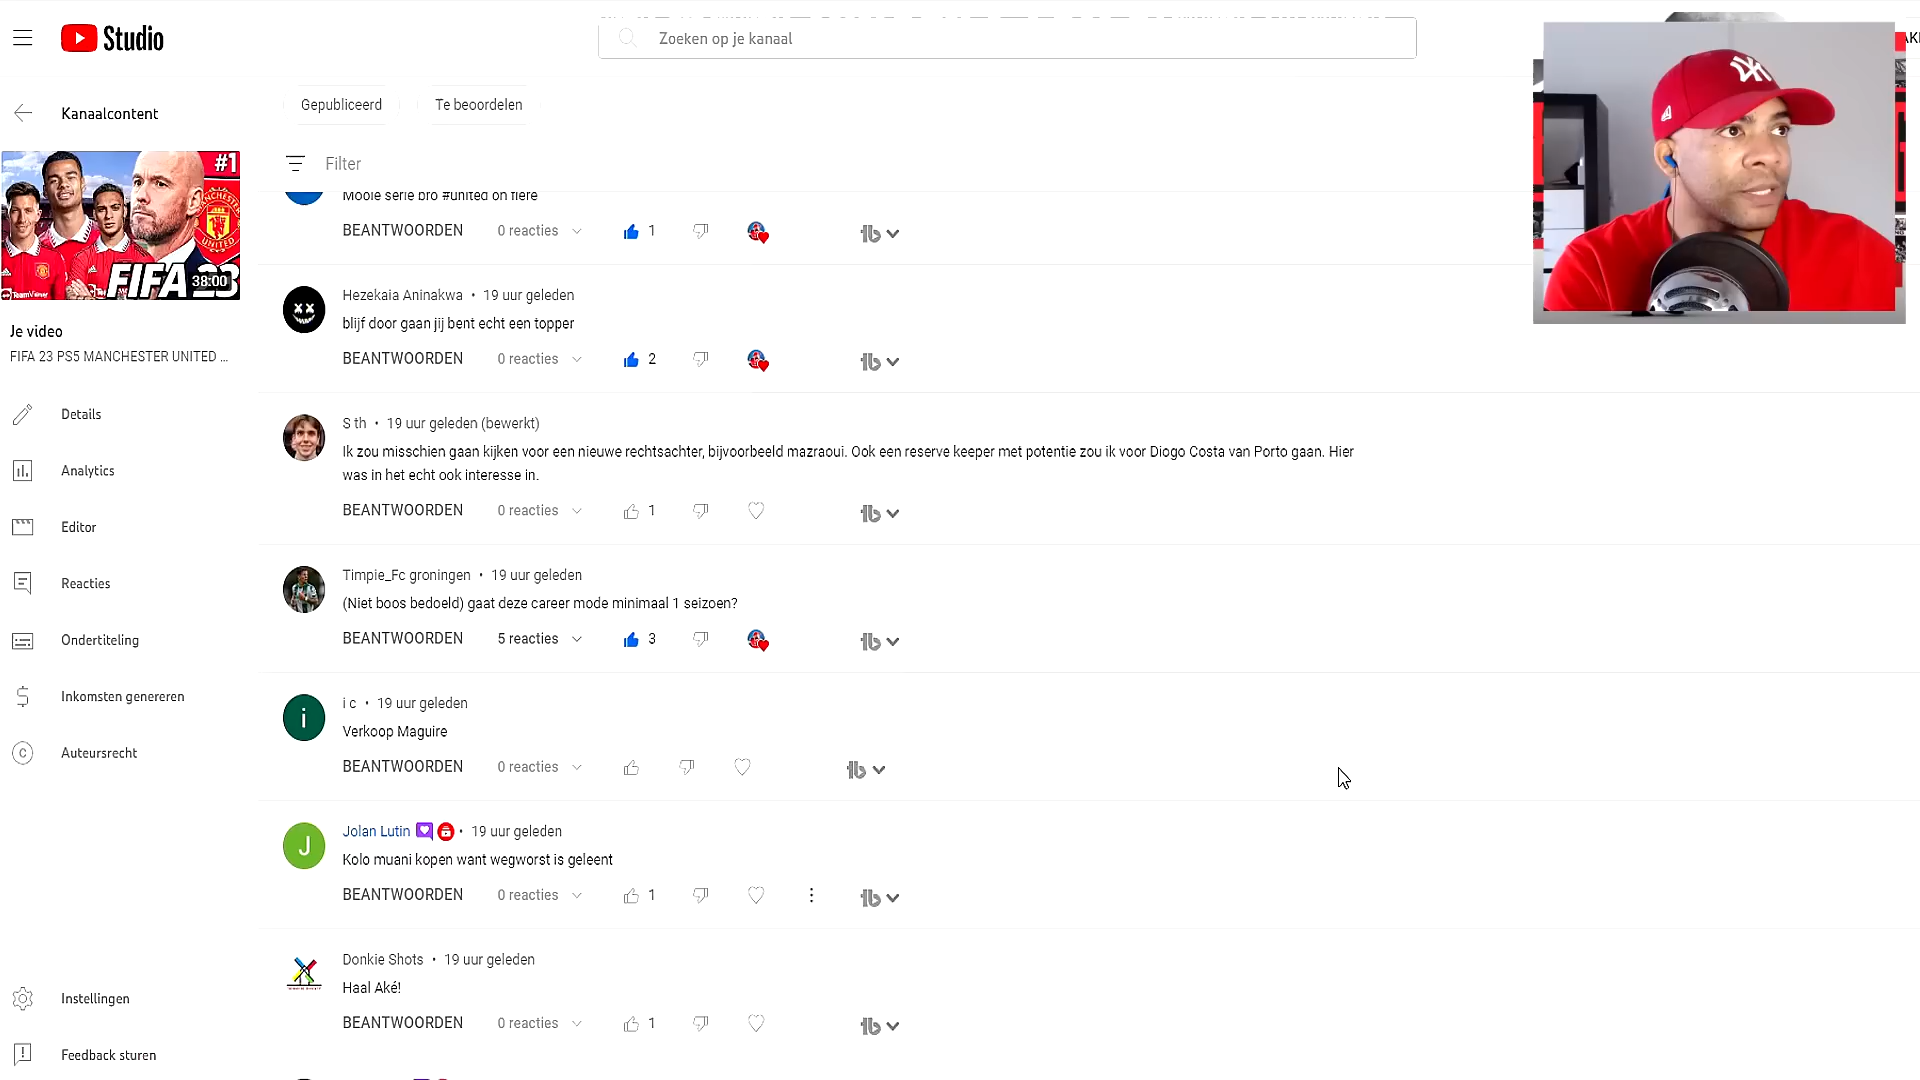 Studio
Zoeken op je kanaal
Kanaalcontent
Gepubliceerd
Te beoordelen
Filter
#1
MANCHESTER
UNITED
TeamViewer
FIFA 23
38:00
Je video
FIFA 23 PS5 MANCHESTER UNITED ...
Details
Analytics
Editor
Reacties
Ondertiteling
Inkomsten genereren
Auteursrecht
Instellingen
Feedback sturen
Mooie serie bro #united on fiere
BEANTWOORDEN 0 reacties 1
Hezekaia Aninakwa • 19 uur geleden
blijf door gaan jij bent echt een topper
BEANTWOORDEN 0 reacties 2
S th • 19 uur geleden (bewerkt)
Ik zou misschien gaan kijken voor een nieuwe rechtsachter, bijvoorbeeld mazraoui. Ook een reserve keeper met potentie zou ik voor Diogo Costa van Porto gaan. Hier
was in het echt ook interesse in.
BEANTWOORDEN 0 reacties 1
Timpie_Fc groningen • 19 uur geleden
(Niet boos bedoeld) gaat deze career mode minimaal 1 seizoen?
BEANTWOORDEN 5 reacties 3
i
i c • 19 uur geleden
Verkoop Maguire
BEANTWOORDEN 0 reacties
J
Jolan Lutin • 19 uur geleden
Kolo muani kopen want wegworst is geleent
BEANTWOORDEN 0 reacties 1
Donkie Shots • 19 uur geleden
Haal Aké!
BEANTWOORDEN 0 reacties 1